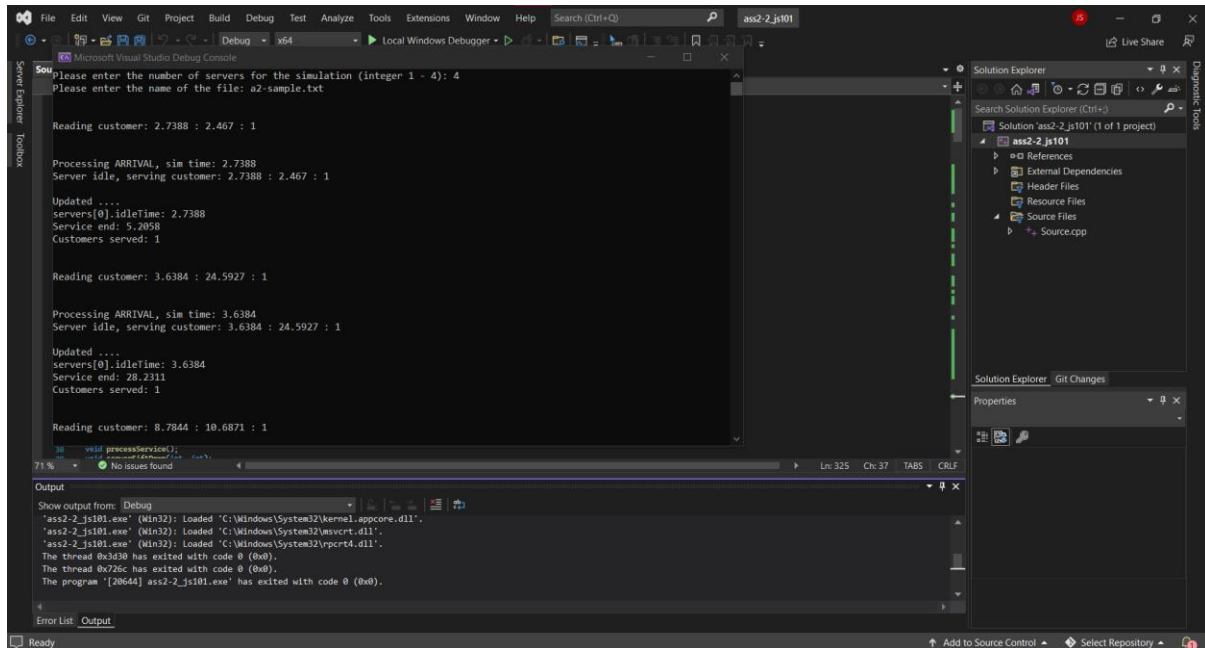 File Edit View Git Project Build Debug Test Analyze Tools Extensions Window Help Search (Ctrl+Q) ass2-2_js101 JS
Debug x64 Local Windows Debugger Live Share
Microsoft Visual Studio Debug Console
Server Explorer
Toolbox
Sou
Please enter the number of servers for the simulation (integer 1 - 4): 4
Please enter the name of the file: a2-sample.txt
Reading customer: 2.7388 : 2.467 : 1
Processing ARRIVAL, sim time: 2.7388
Server idle, serving customer: 2.7388 : 2.467 : 1
Updated ....
servers[0].idleTime: 2.7388
Service end: 5.2058
Customers served: 1
Reading customer: 3.6384 : 24.5927 : 1
Processing ARRIVAL, sim time: 3.6384
Server idle, serving customer: 3.6384 : 24.5927 : 1
Updated ....
servers[0].idleTime: 3.6384
Service end: 28.2311
Customers served: 1
Reading customer: 8.7844 : 10.6871 : 1
38 void processService();
71 % No issues found Ln: 325 Ch: 37 TABS CRLF
Solution Explorer
Search Solution Explorer (Ctrl+;)
Solution 'ass2-2_js101' (1 of 1 project)
ass2-2_js101
References
External Dependencies
Header Files
Resource Files
Source Files
Source.cpp
Solution Explorer Git Changes
Properties
Diagnostic Tools
Output
Show output from: Debug
'ass2-2_js101.exe' (Win32): Loaded 'C:\Windows\System32\kernel.appcore.dll'.
'ass2-2_js101.exe' (Win32): Loaded 'C:\Windows\System32\msvcrt.dll'.
'ass2-2_js101.exe' (Win32): Loaded 'C:\Windows\System32\rpcrt4.dll'.
The thread 0x3d30 has exited with code 0 (0x0).
The thread 0x726c has exited with code 0 (0x0).
The program '[20644] ass2-2_js101.exe' has exited with code 0 (0x0).
Error List Output
Ready Add to Source Control Select Repository